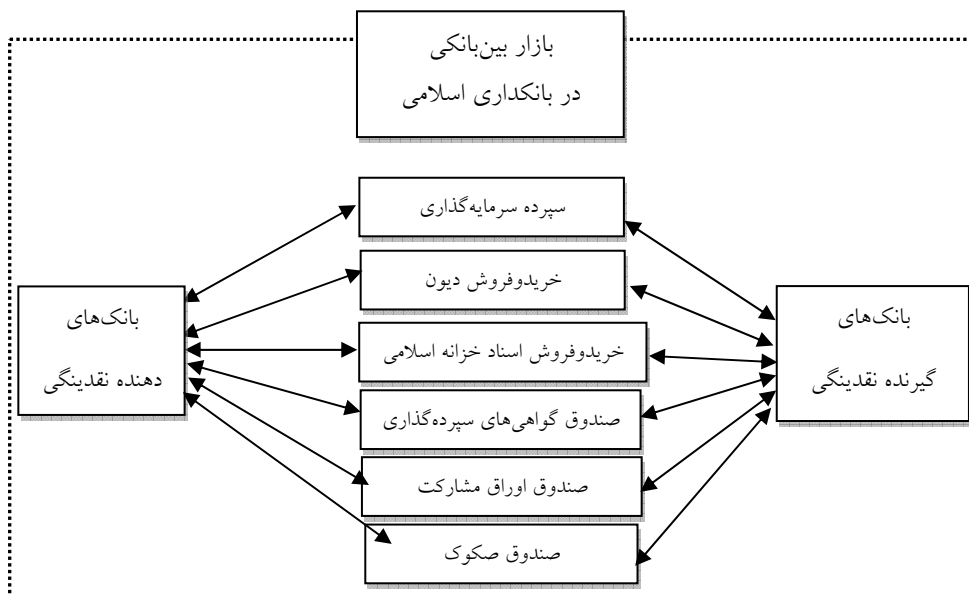 بازار بین‌بانکی
در بانکداری اسلامی
سپرده سرمایه‌گذاری
خریدوفروش دیون
بانک‌های
گیرنده نقدینگی
خریدوفروش اسناد خزانه اسلامی
بانک‌های
دهنده نقدینگی
صندوق گواهی‌های سپرده‌گذاری
صندوق اوراق مشارکت
صندوق صکوک